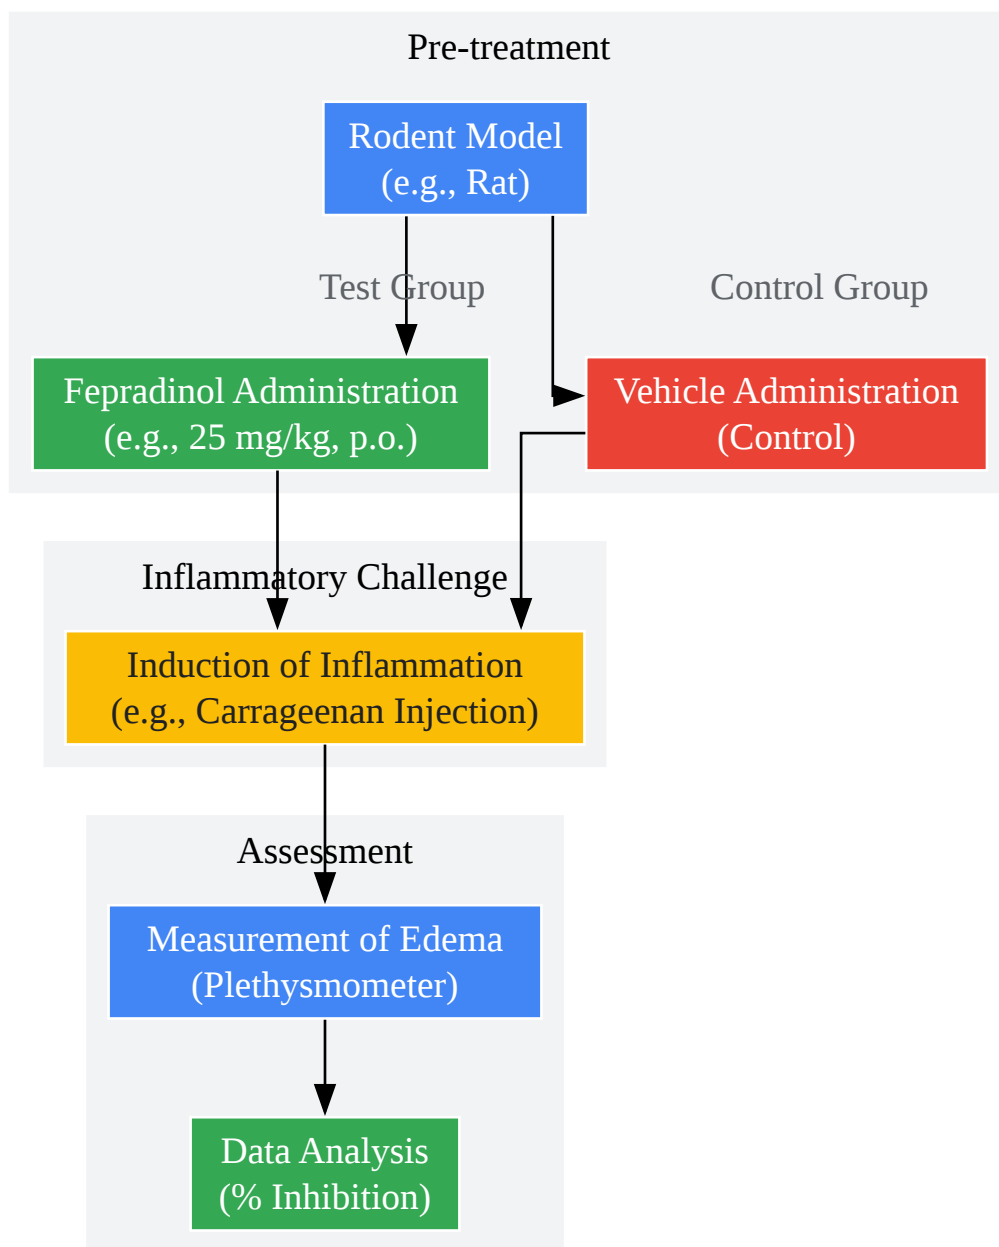 Pre-treatment
Rodent Model
(e.g., Rat)
Test Group
Control Group
Fepradinol Administration
(e.g., 25 mg/kg, p.o.)
Vehicle Administration
(Control)
Inflammatory Challenge
Induction of Inflammation
(e.g., Carrageenan Injection)
Assessment
Measurement of Edema
(Plethysmometer)
Data Analysis
(% Inhibition)